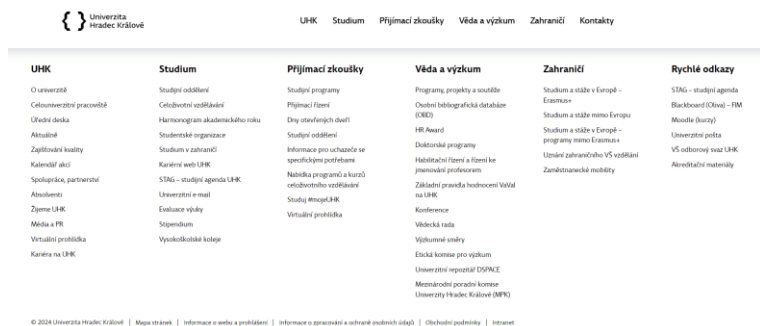 Univerzita
Hradec Králové
UHK Studium Přijímací zkoušky Věda a výzkum Zahraničí Kontakty
UHK
O univerzitě
Celouniverzitní pracoviště
Úřední deska
Aktuálně
Zajišťování kvality
Kalendář akcí
Spolupráce, partnerství
Absolventi
Žijeme UHK
Média a PR
Virtuální prohlídka
Kariéra na UHK
Studium
Studijní oddělení
Celoživotní vzdělávání
Harmonogram akademického roku
Studentské organizace
Studium v zahraničí
Kariérní web UHK
STAG – studijní agenda UHK
Univerzitní e-mail
Evaluace výuky
Stipendium
Vysokoškolské koleje
Přijímací zkoušky
Studijní programy
Přijímací řízení
Dny otevřených dveří
Studijní oddělení
Informace pro uchazeče se
specifickými potřebami
Nabídka programů a kurzů
celoživotního vzdělávání
Studuj #mojeUHK
Virtuální prohlídka
Věda a výzkum
Programy, projekty a soutěže
Osobní bibliografická databáze
(OBD)
HR Award
Doktorské programy
Habilitační řízení a řízení ke
jmenování profesorem
Základní pravidla hodnocení VaVaI
na UHK
Konference
Vědecká rada
Výzkumné směry
Etická komise pro výzkum
Univerzitní repozitář DSPACE
Mezinárodní poradní komise
Univerzity Hradec Králové (MPK)
Zahraničí
Studium a stáže v Evropě –
Erasmus+
Studium a stáže mimo Evropu
Studium a stáže v Evropě –
programy mimo Erasmus+
Uznání zahraničního VŠ vzdělání
Zaměstnanecké mobility
Rychlé odkazy
STAG – studijní agenda
Blackboard (Oliva) – FIM
Moodle (kurzy)
Univerzitní pošta
VŠ odborový svaz UHK
Akreditační materiály
© 2024 Univerzita Hradec Králové | Mapa stránek | Informace o webu a prohlášení | Informace o zpracování a ochraně osobních údajů | Obchodní podmínky | Intranet